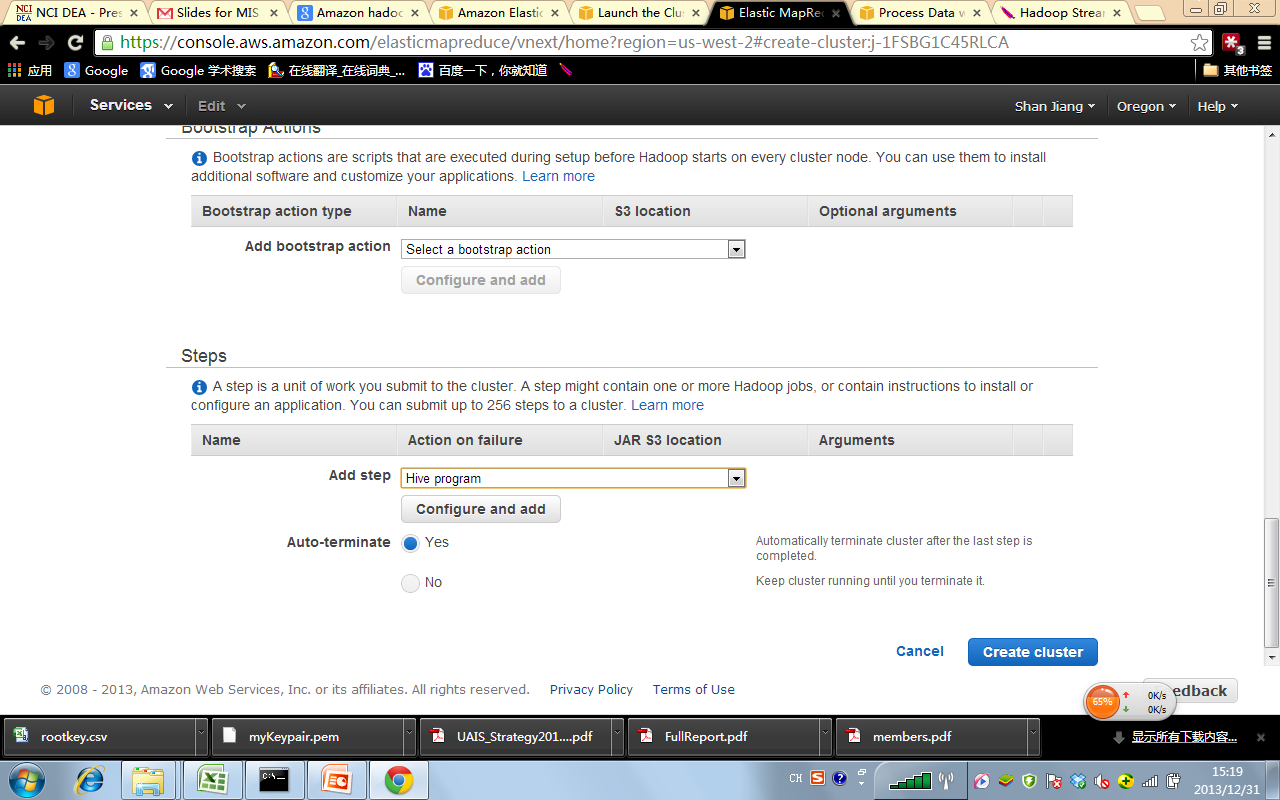 NCI DEA - Pres
Slides for MIS
Amazon hadoo
Amazon Elastic
Launch the Clus
Elastic MapRed
Process Data w
Hadoop Stream
https://console.aws.amazon.com/elasticmapreduce/vnext/home?region=us-west-2#create-cluster:j-1FSBG1C45RLCA
应用
Google
Google 学术搜索
在线翻译_在线词典_...
百度一下，你就知道
其他书签
Services
Edit
Shan Jiang
Oregon
Help
Bootstrap Actions
Bootstrap actions are scripts that are executed during setup before Hadoop starts on every cluster node. You can use them to install
additional software and customize your applications. Learn more
Bootstrap action type Name S3 location Optional arguments
Add bootstrap action Select a bootstrap action
Configure and add
Steps
A step is a unit of work you submit to the cluster. A step might contain one or more Hadoop jobs, or contain instructions to install or
configure an application. You can submit up to 256 steps to a cluster. Learn more
Name Action on failure JAR S3 location Arguments
Add step Hive program
Configure and add
Auto-terminate Yes
Automatically terminate cluster after the last step is
completed.
No Keep cluster running until you terminate it.
Cancel Create cluster
© 2008 - 2013, Amazon Web Services, Inc. or its affiliates. All rights reserved. Privacy Policy Terms of Use
edback
65%
0K/s
0K/s
rootkey.csv
myKeypair.pem
UAIS_Strategy201....pdf
FullReport.pdf
members.pdf
显示所有下载内容...
CH
15:19
2013/12/31